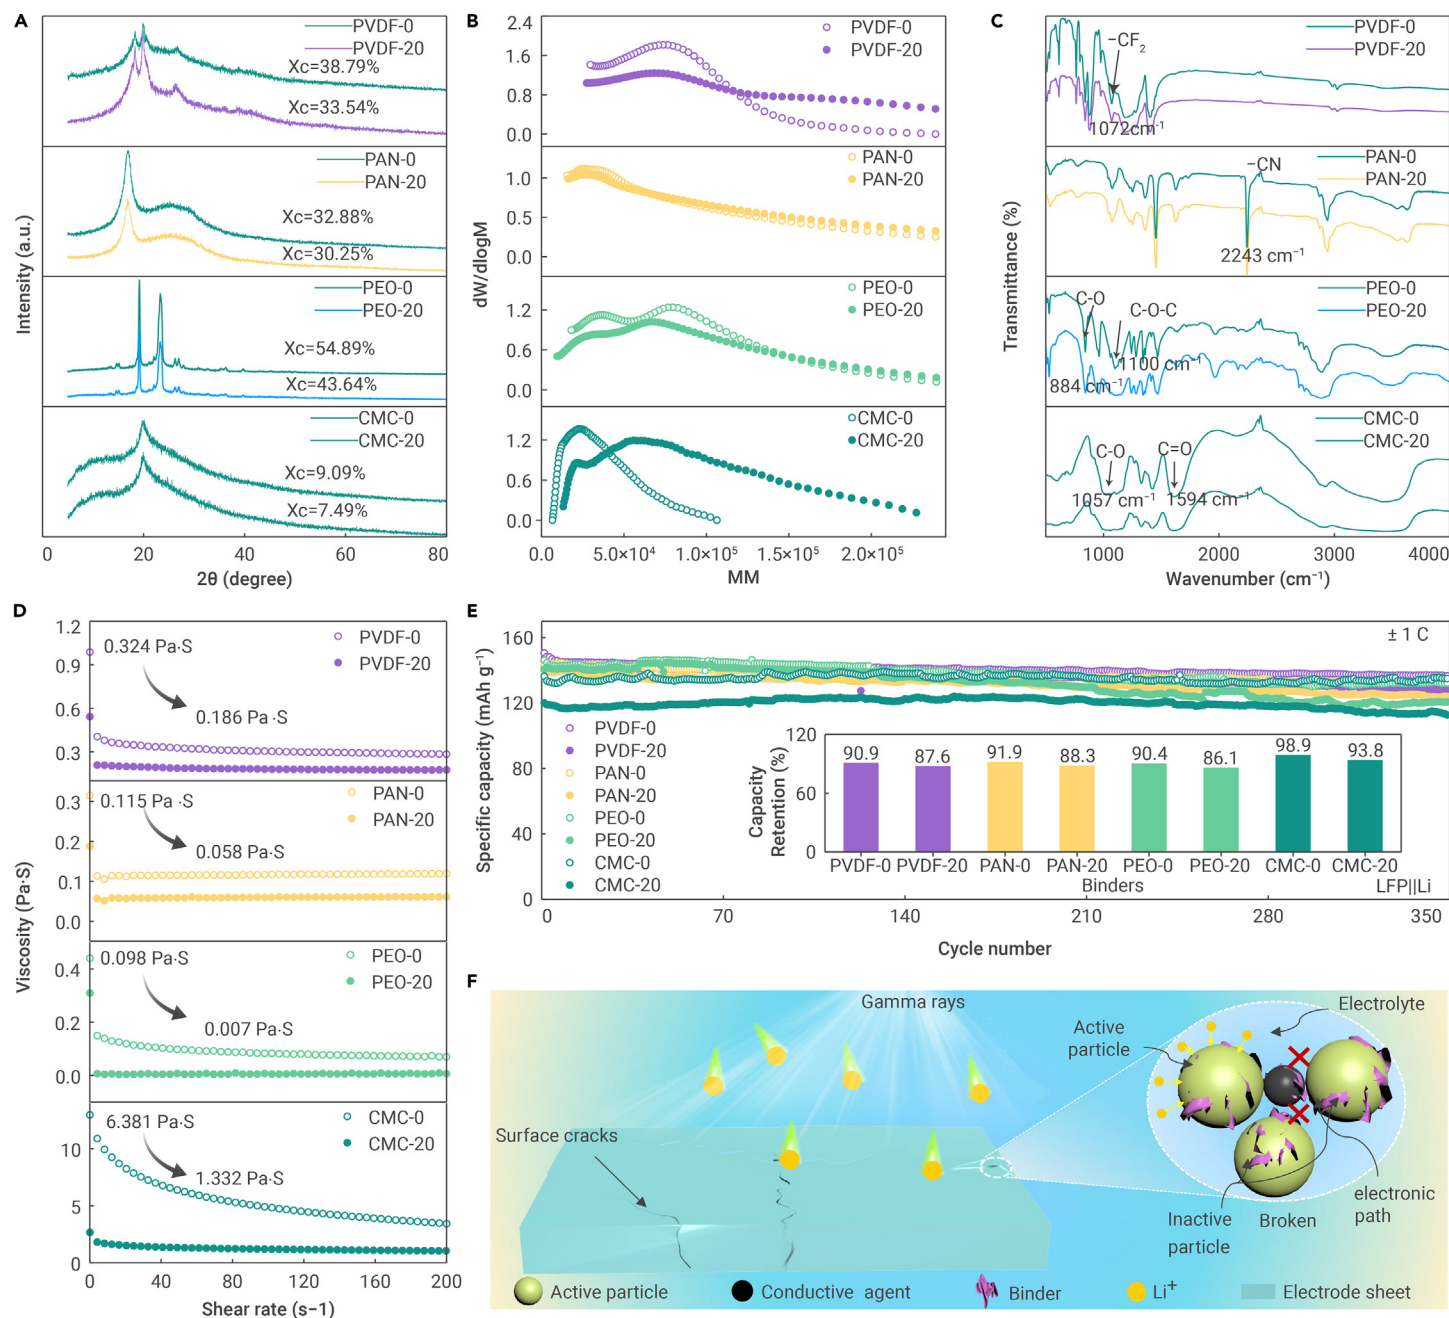 A
PVDF-0
PVDF-20
Xc=38.79%
Xc=33.54%
PAN-0
PAN-20
Xc=32.88%
Xc=30.25%
PEO-0
PEO-20
Xc=54.89%
Xc=43.64%
CMC-0
CMC-20
Xc=9.09%
Xc=7.49%
Intensity (a.u.)
0 20 40 60 80
2θ (degree)
B
PVDF-0
PVDF-20
2.4
1.6
0.8
0.0
PAN-0
PAN-20
1.0
0.5
0.0
PEO-0
PEO-20
1.2
0.6
0.0
CMC-0
CMC-20
1.2
0.6
0.0
dW/dlogM
0.0 5.0×10⁴ 1.0×10⁵ 1.5×10⁵ 2.0×10⁵
MM
C
PVDF-0
PVDF-20
−CF₂
1072cm⁻¹
PAN-0
PAN-20
−CN
2243 cm⁻¹
PEO-0
PEO-20
C-O
C-O-C
1100 cm⁻¹
884 cm⁻¹
CMC-0
CMC-20
C-O
C=O
1057 cm⁻¹
1594 cm⁻¹
Transmittance (%)
1000 2000 3000 4000
Wavenumber (cm⁻¹)
D
1.2
0.9
0.6
0.3
PVDF-0
PVDF-20
0.324 Pa·S
0.186 Pa·S
0.3
0.2
0.1
0.0
PAN-0
PAN-20
0.115 Pa·S
0.058 Pa·S
0.4
0.2
0.0
PEO-0
PEO-20
0.098 Pa·S
0.007 Pa·S
10
5
0
CMC-0
CMC-20
6.381 Pa·S
1.332 Pa·S
Viscosity (Pa·S)
0 40 80 120 160 200
Shear rate (s−1)
E
± 1 C
160
120
80
40
0
Specific capacity (mAh g⁻¹)
PVDF-0
PVDF-20
PAN-0
PAN-20
PEO-0
PEO-20
CMC-0
CMC-20
120
60
0
Capacity
Retention (%)
90.9 87.6 91.9 88.3 90.4 86.1 98.9 93.8
PVDF-0 PVDF-20 PAN-0 PAN-20 PEO-0 PEO-20 CMC-0 CMC-20
Binders
LFP||Li
0 70 140 210 280 350
Cycle number
F
Gamma rays
Electrolyte
Active
particle
Surface cracks
Inactive
particle
Broken
electronic
path
Active particle
Conductive agent
Binder
Li⁺
Electrode sheet